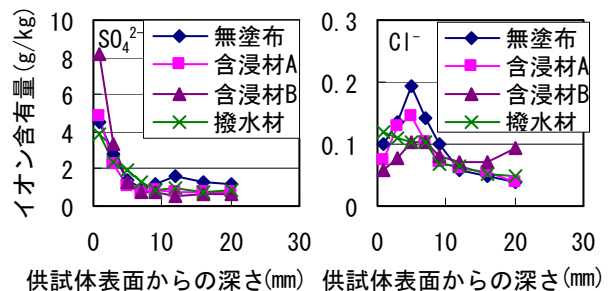 イオン含有量(g/kg)
10
8
6
4
2
0
SO₄²⁻
無塗布
含浸材A
含浸材B
撥水材
0 10 20 30
供試体表面からの深さ(mm)
0.3
0.2
0.1
0
Cl⁻
無塗布
含浸材A
含浸材B
撥水材
0 10 20 30
供試体表面からの深さ(mm)